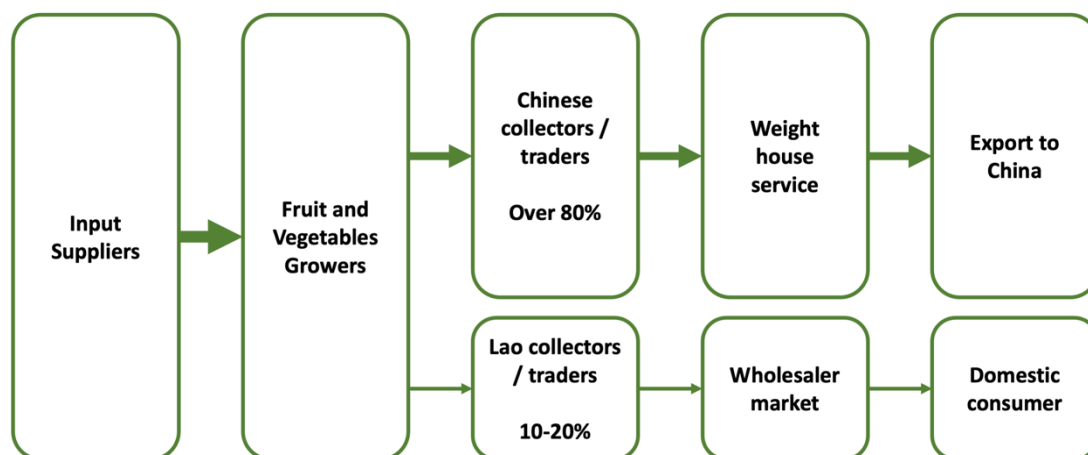 Input
Suppliers
Fruit and
Vegetables
Growers
Chinese
collectors /
traders
Over 80%
Weight
house
service
Export to
China
Lao collectors
/ traders
10-20%
Wholesaler
market
Domestic
consumer